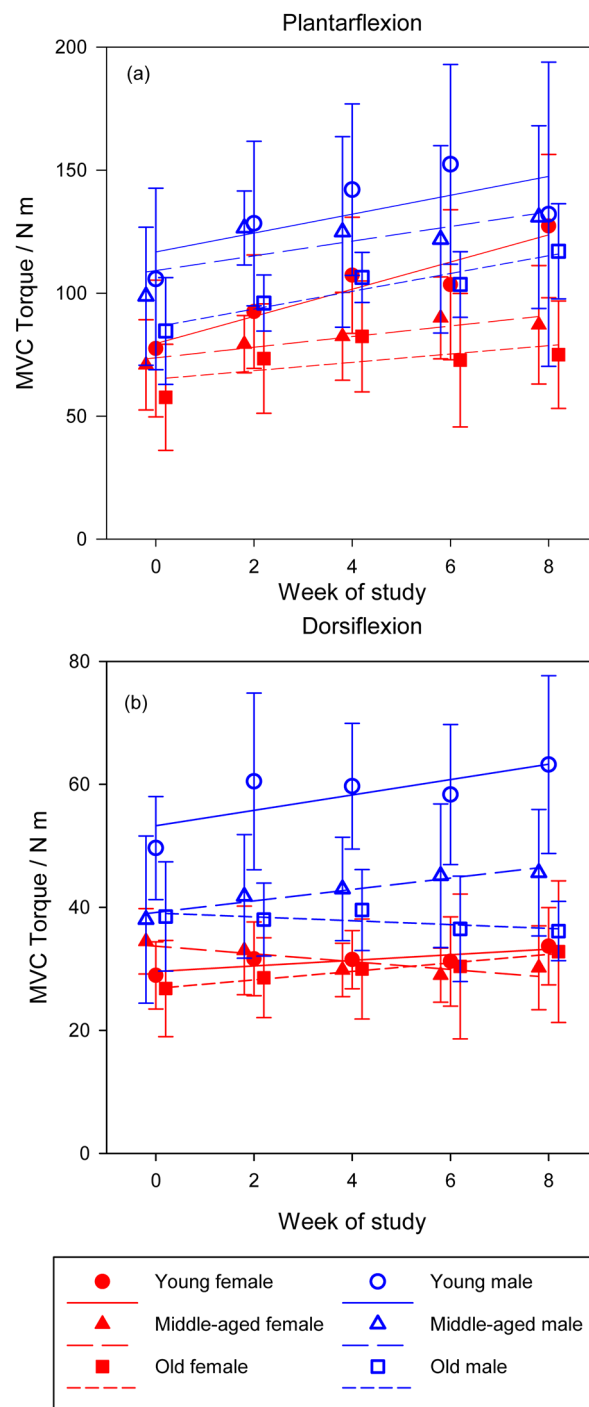 Plantarflexion
(a)
MVC Torque / N m
200
150
100
50
0
0 2 4 6 8
Week of study
Dorsiflexion
(b)
MVC Torque / N m
80
60
40
20
0
0 2 4 6 8
Week of study
Young female Young male
Middle-aged female Middle-aged male
Old female Old male